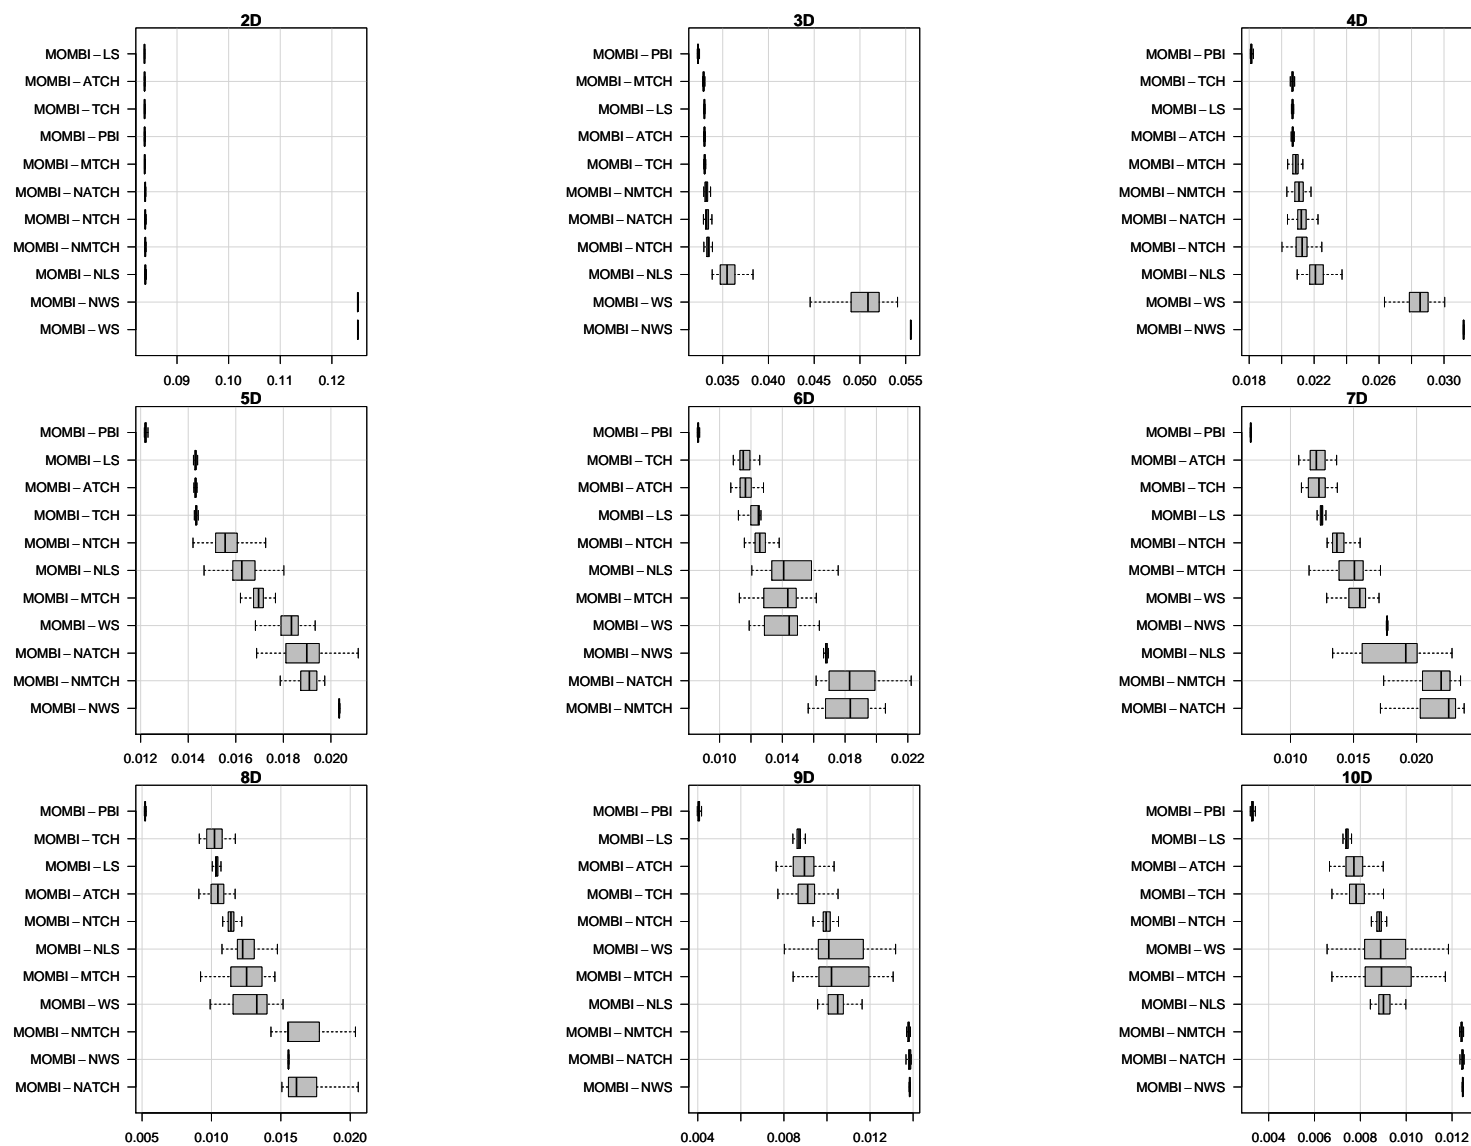 2D
MOMBI−LS
MOMBI−ATCH
MOMBI−TCH
MOMBI−PBI
MOMBI−MTCH
MOMBI−NATCH
MOMBI−NTCH
MOMBI−NMTCH
MOMBI−NLS
MOMBI−NWS
MOMBI−WS
0.09 0.10 0.11 0.12
3D
MOMBI−PBI
MOMBI−MTCH
MOMBI−LS
MOMBI−ATCH
MOMBI−TCH
MOMBI−NMTCH
MOMBI−NATCH
MOMBI−NTCH
MOMBI−NLS
MOMBI−WS
MOMBI−NWS
0.035 0.040 0.045 0.050 0.055
4D
MOMBI−PBI
MOMBI−TCH
MOMBI−LS
MOMBI−ATCH
MOMBI−MTCH
MOMBI−NMTCH
MOMBI−NATCH
MOMBI−NTCH
MOMBI−NLS
MOMBI−WS
MOMBI−NWS
0.018 0.022 0.026 0.030
5D
MOMBI−PBI
MOMBI−LS
MOMBI−ATCH
MOMBI−TCH
MOMBI−NTCH
MOMBI−NLS
MOMBI−MTCH
MOMBI−WS
MOMBI−NATCH
MOMBI−NMTCH
MOMBI−NWS
0.012 0.014 0.016 0.018 0.020
6D
MOMBI−PBI
MOMBI−TCH
MOMBI−ATCH
MOMBI−LS
MOMBI−NTCH
MOMBI−NLS
MOMBI−MTCH
MOMBI−WS
MOMBI−NWS
MOMBI−NATCH
MOMBI−NMTCH
0.010 0.014 0.018 0.022
7D
MOMBI−PBI
MOMBI−ATCH
MOMBI−TCH
MOMBI−LS
MOMBI−NTCH
MOMBI−MTCH
MOMBI−WS
MOMBI−NWS
MOMBI−NLS
MOMBI−NMTCH
MOMBI−NATCH
0.010 0.015 0.020
8D
MOMBI−PBI
MOMBI−TCH
MOMBI−LS
MOMBI−ATCH
MOMBI−NTCH
MOMBI−NLS
MOMBI−MTCH
MOMBI−WS
MOMBI−NMTCH
MOMBI−NWS
MOMBI−NATCH
0.005 0.010 0.015 0.020
9D
MOMBI−PBI
MOMBI−LS
MOMBI−ATCH
MOMBI−TCH
MOMBI−NTCH
MOMBI−WS
MOMBI−MTCH
MOMBI−NLS
MOMBI−NMTCH
MOMBI−NATCH
MOMBI−NWS
0.004 0.008 0.012
10D
MOMBI−PBI
MOMBI−LS
MOMBI−ATCH
MOMBI−TCH
MOMBI−NTCH
MOMBI−WS
MOMBI−MTCH
MOMBI−NLS
MOMBI−NMTCH
MOMBI−NATCH
MOMBI−NWS
0.004 0.006 0.008 0.010 0.012